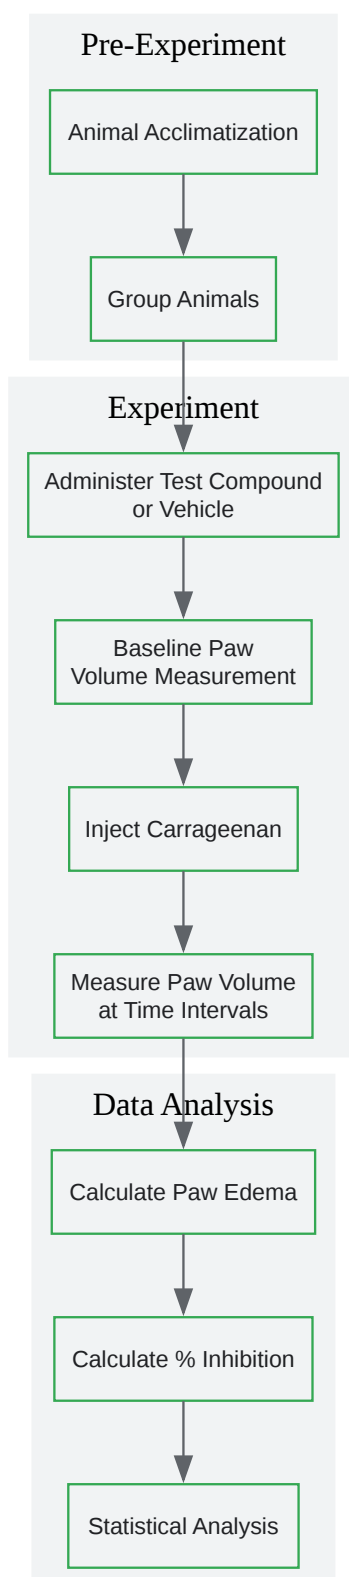 Pre-Experiment
Animal Acclimatization
Group Animals
Experiment
Administer Test Compound
or Vehicle
Baseline Paw
Volume Measurement
Inject Carrageenan
Measure Paw Volume
at Time Intervals
Data Analysis
Calculate Paw Edema
Calculate % Inhibition
Statistical Analysis